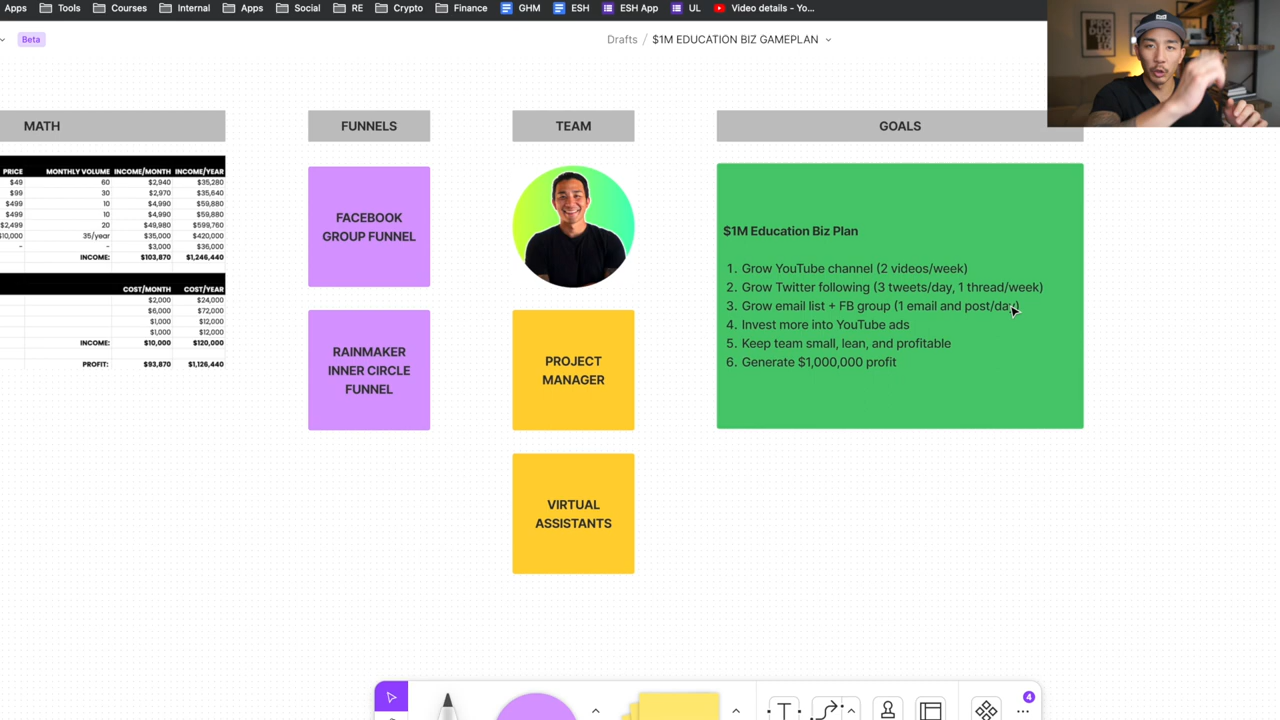 Apps Tools Courses Internal Apps Social RE Crypto Finance GHM ESH ESH App UL Video details - Yo...
Beta
Drafts / $1M EDUCATION BIZ GAMEPLAN
MATH
PRICE MONTHLY VOLUME INCOME/MONTH INCOME/YEAR
$49 60 $2,940 $35,280
$99 30 $2,970 $35,640
$499 10 $4,990 $59,880
$499 10 $4,990 $59,880
$2,499 20 $49,980 $599,760
$10,000 35/year $35,000 $420,000
- - $3,000 $36,000
INCOME: $103,870 $1,246,440
COST/MONTH COST/YEAR
$2,000 $24,000
$6,000 $72,000
$1,000 $12,000
$1,000 $12,000
INCOME: $10,000 $120,000
PROFIT: $93,870 $1,126,440
FUNNELS
FACEBOOK
GROUP FUNNEL
RAINMAKER
INNER CIRCLE
FUNNEL
TEAM
PROJECT
MANAGER
VIRTUAL
ASSISTANTS
GOALS
$1M Education Biz Plan
1. Grow YouTube channel (2 videos/week)
2. Grow Twitter following (3 tweets/day, 1 thread/week)
3. Grow email list + FB group (1 email and post/day)
4. Invest more into YouTube ads
5. Keep team small, lean, and profitable
6. Generate $1,000,000 profit
T
4